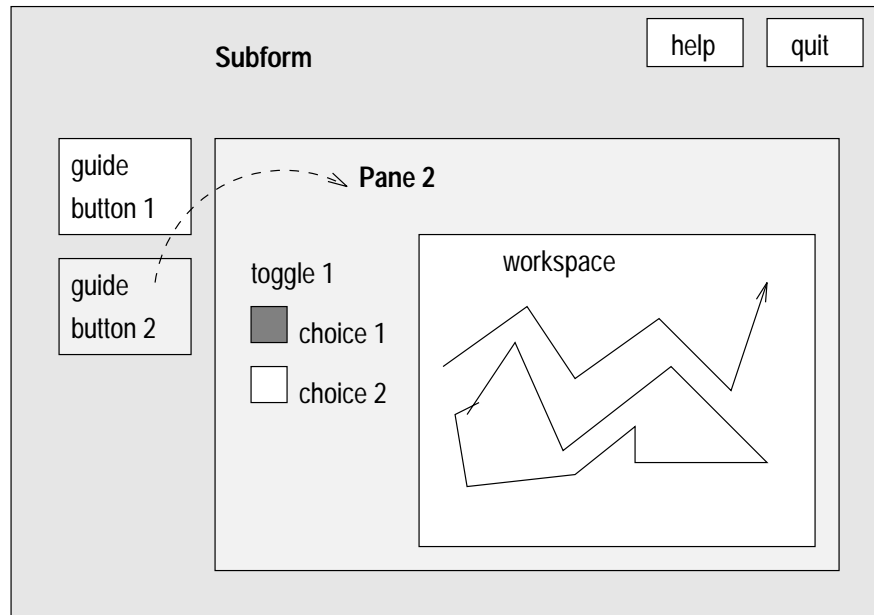 Subform
help
quit
guide
button 1
Pane 2
guide
button 2
toggle 1
choice 1
choice 2
workspace